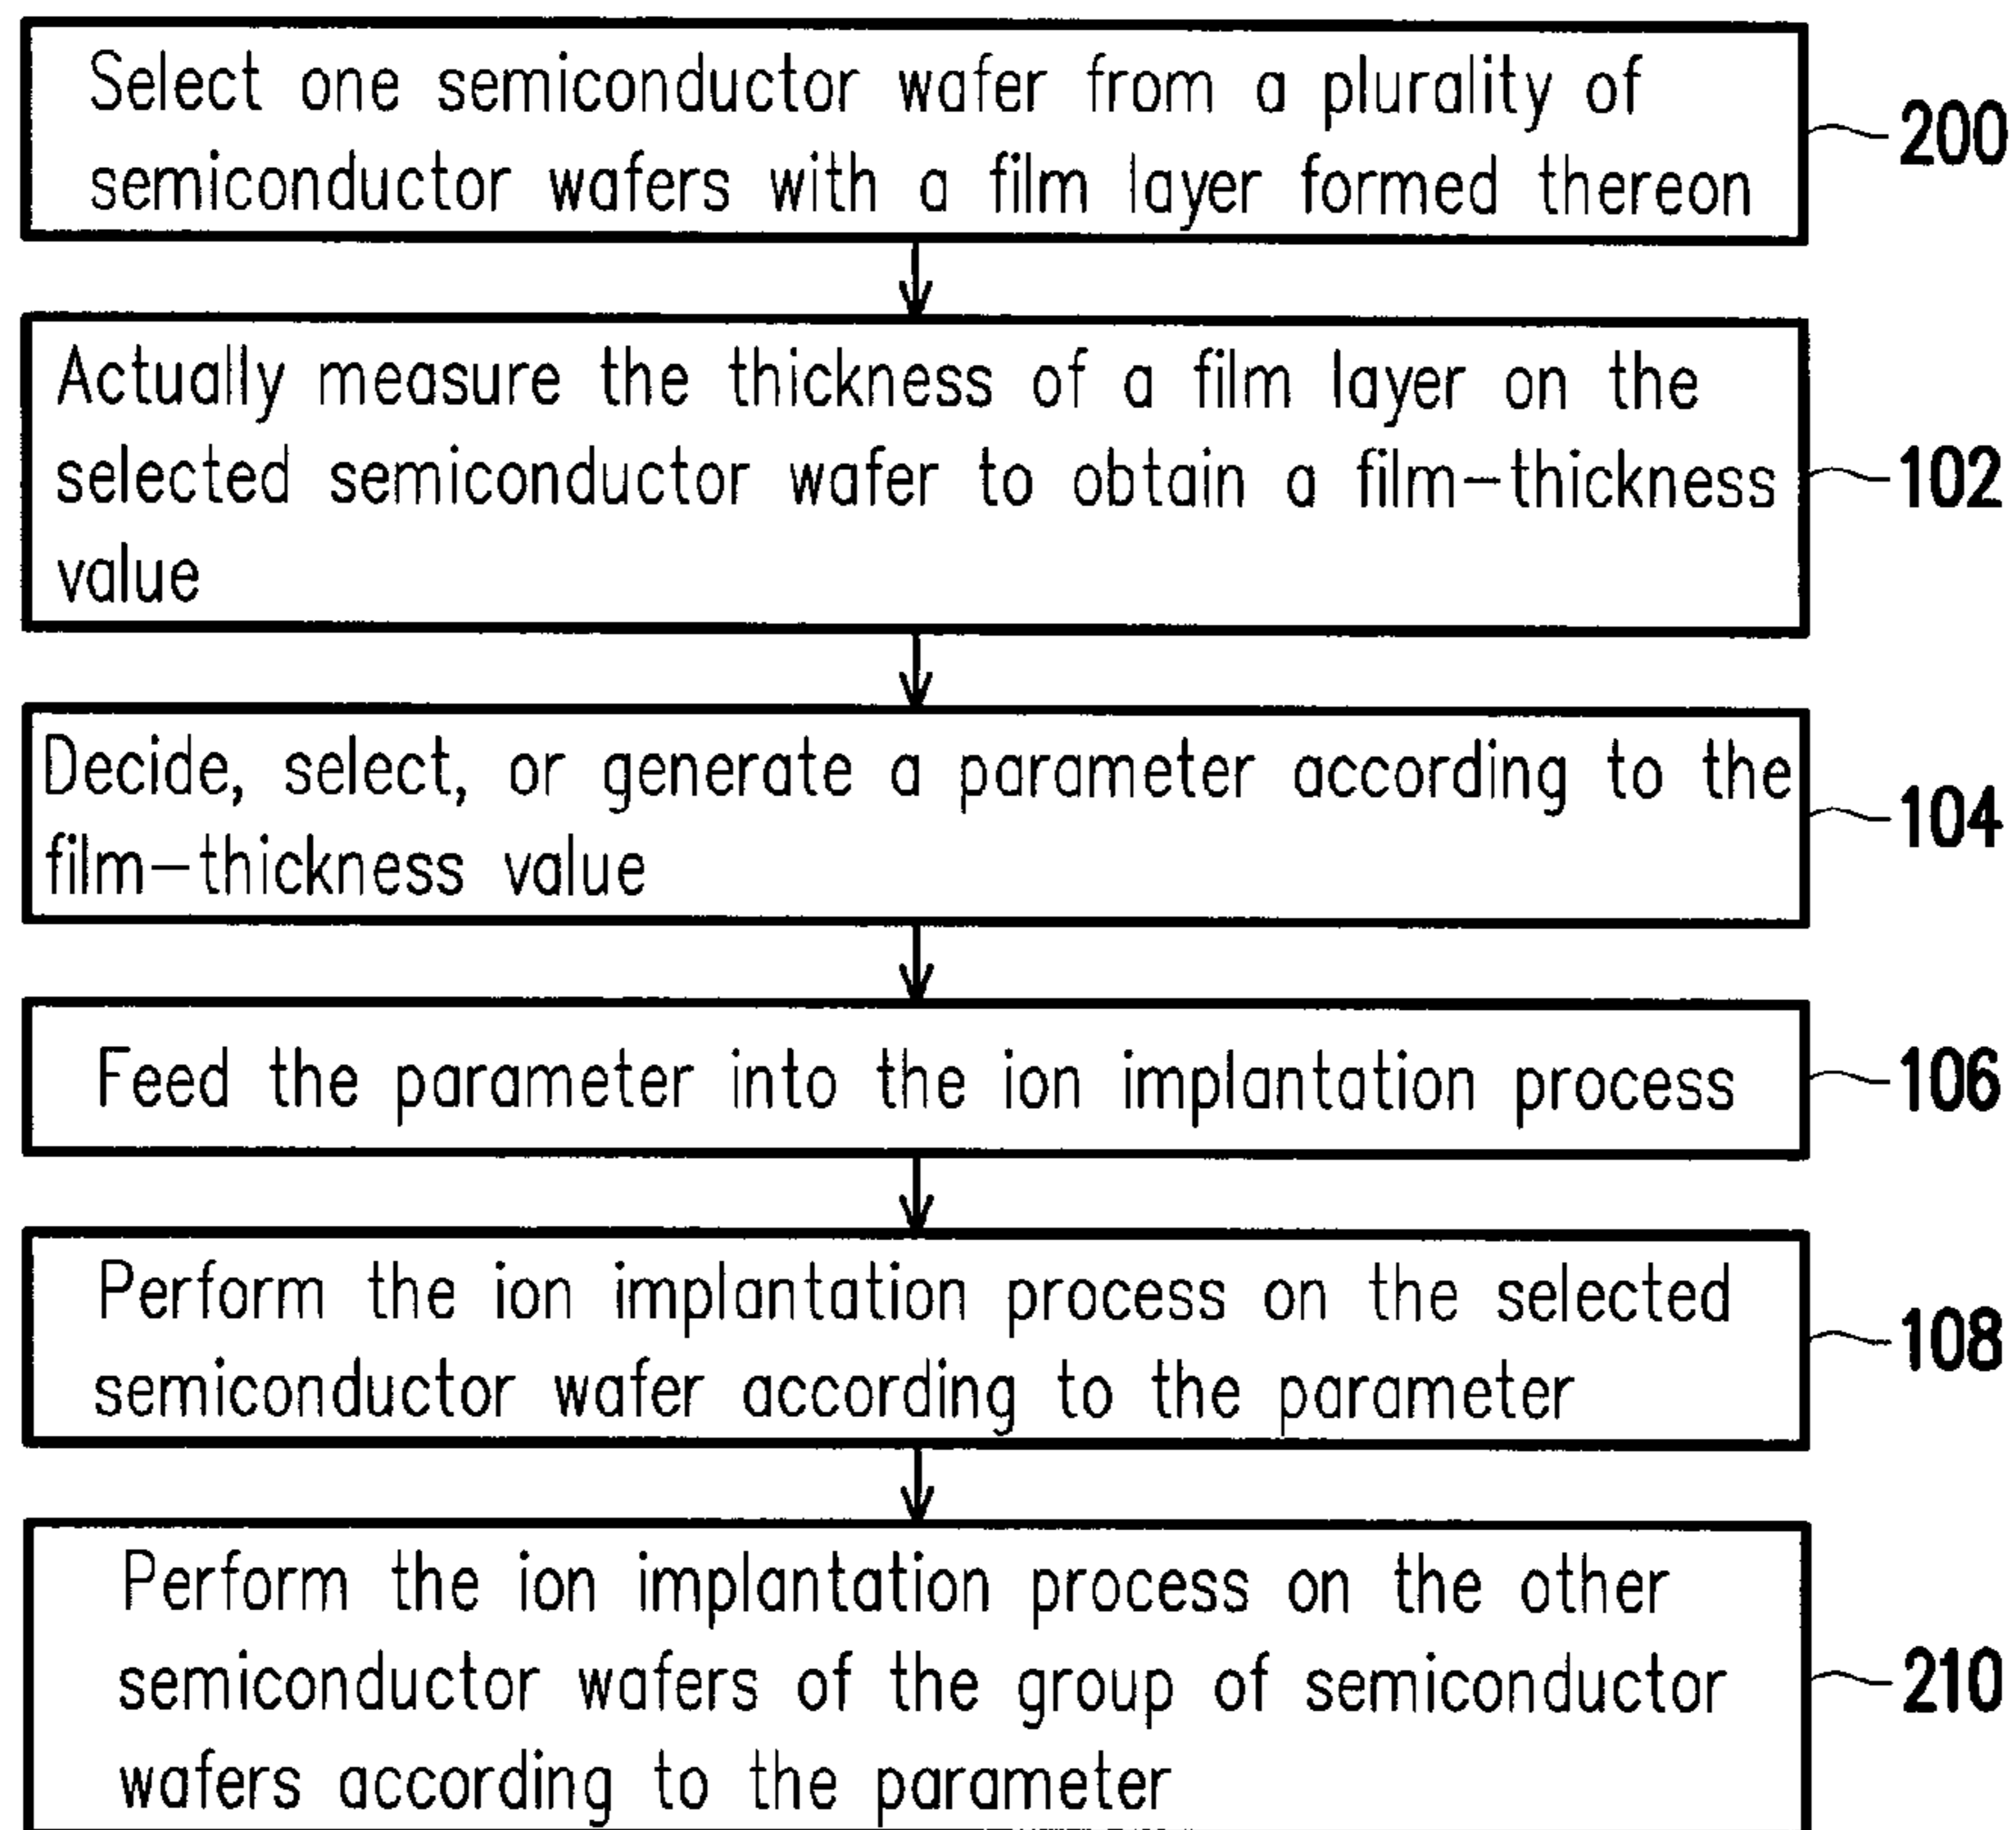 Select one semiconductor wafer from a plurality of
semiconductor wafers with a film layer formed thereon
200
Actually measure the thickness of a film layer on the
selected semiconductor wafer to obtain a film-thickness
value
102
Decide, select, or generate a parameter according to the
film-thickness value
104
Feed the parameter into the ion implantation process
106
Perform the ion implantation process on the selected
semiconductor wafer according to the parameter
108
Perform the ion implantation process on the other
semiconductor wafers of the group of semiconductor
wafers according to the parameter
210